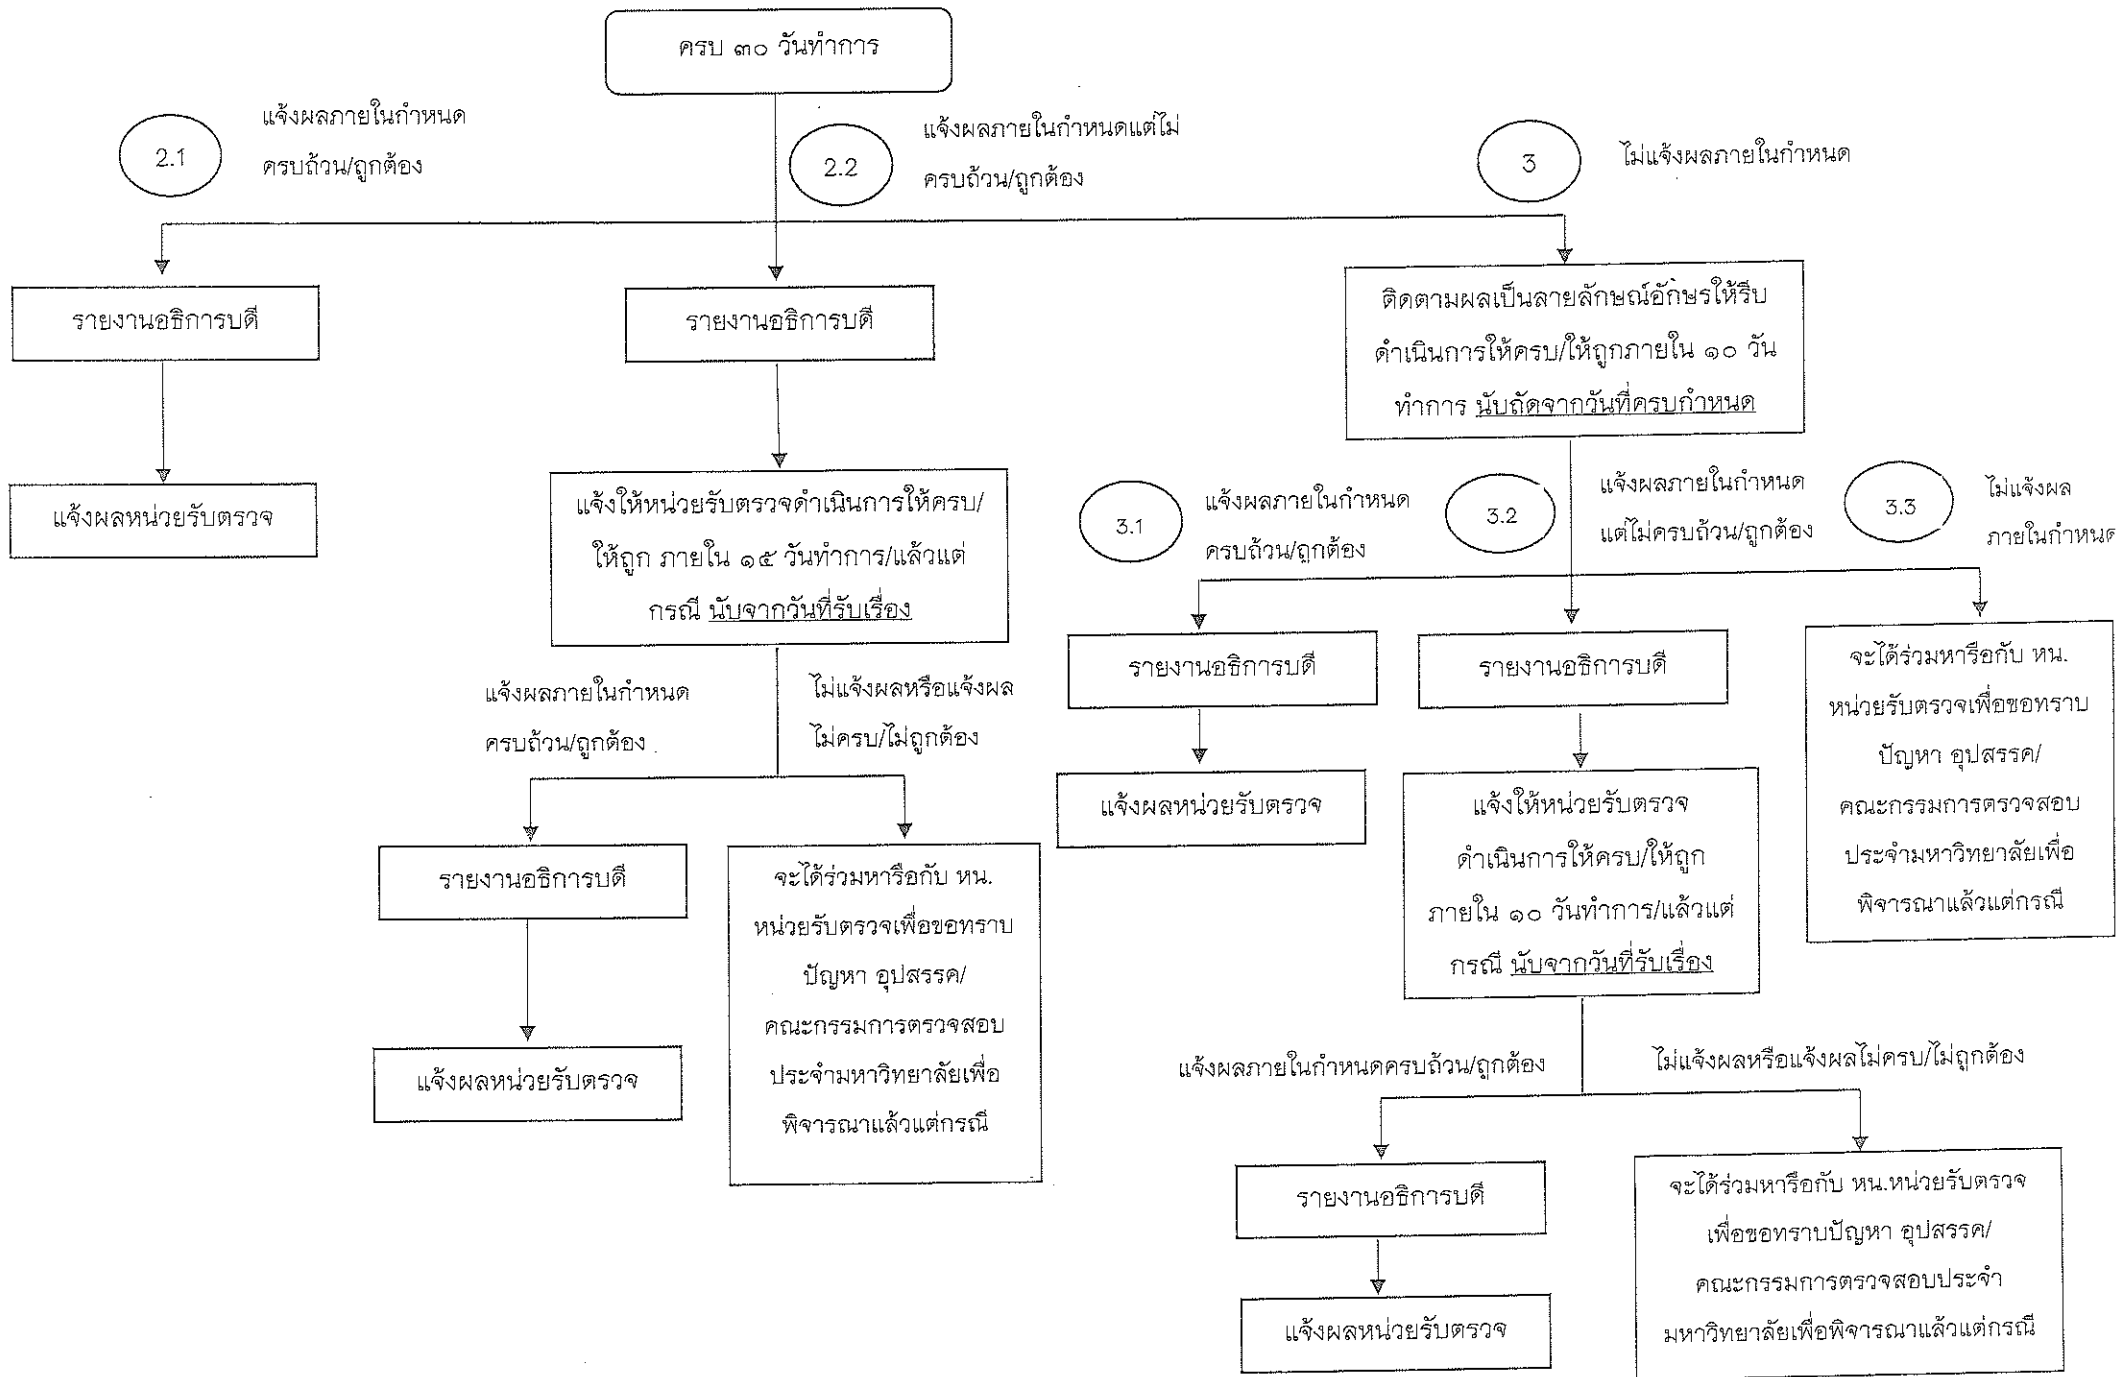 ครบ ๓๐ วันทำการ
2.1
แจ้งผลภายในกำหนด
ครบถ้วน/ถูกต้อง
2.2
แจ้งผลภายในกำหนดแต่ไม่
ครบถ้วน/ถูกต้อง
3
ไม่แจ้งผลภายในกำหนด
รายงานอธิการบดี
แจ้งผลหน่วยรับตรวจ
รายงานอธิการบดี
แจ้งให้หน่วยรับตรวจดำเนินการให้ครบ/
ให้ถูก ภายใน ๑๕ วันทำการ/แล้วแต่
กรณี นับจากวันที่รับเรื่อง
แจ้งผลภายในกำหนด
ครบถ้วน/ถูกต้อง
ไม่แจ้งผลหรือแจ้งผล
ไม่ครบ/ไม่ถูกต้อง
รายงานอธิการบดี
แจ้งผลหน่วยรับตรวจ
จะได้ร่วมหารือกับ หน.
หน่วยรับตรวจเพื่อขอทราบ
ปัญหา อุปสรรค/
คณะกรรมการตรวจสอบ
ประจำมหาวิทยาลัยเพื่อ
พิจารณาแล้วแต่กรณี
ติดตามผลเป็นลายลักษณ์อักษรให้รีบ
ดำเนินการให้ครบ/ให้ถูกภายใน ๑๐ วัน
ทำการ นับถัดจากวันที่ครบกำหนด
3.1
แจ้งผลภายในกำหนด
ครบถ้วน/ถูกต้อง
3.2
แจ้งผลภายในกำหนด
แต่ไม่ครบถ้วน/ถูกต้อง
3.3
ไม่แจ้งผล
ภายในกำหนด
รายงานอธิการบดี
แจ้งผลหน่วยรับตรวจ
รายงานอธิการบดี
แจ้งให้หน่วยรับตรวจ
ดำเนินการให้ครบ/ให้ถูก
ภายใน ๑๐ วันทำการ/แล้วแต่
กรณี นับจากวันที่รับเรื่อง
จะได้ร่วมหารือกับ หน.
หน่วยรับตรวจเพื่อขอทราบ
ปัญหา อุปสรรค/
คณะกรรมการตรวจสอบ
ประจำมหาวิทยาลัยเพื่อ
พิจารณาแล้วแต่กรณี
แจ้งผลภายในกำหนดครบถ้วน/ถูกต้อง
ไม่แจ้งผลหรือแจ้งผลไม่ครบ/ไม่ถูกต้อง
รายงานอธิการบดี
แจ้งผลหน่วยรับตรวจ
จะได้ร่วมหารือกับ หน.หน่วยรับตรวจ
เพื่อขอทราบปัญหา อุปสรรค/
คณะกรรมการตรวจสอบประจำ
มหาวิทยาลัยเพื่อพิจารณาแล้วแต่กรณี